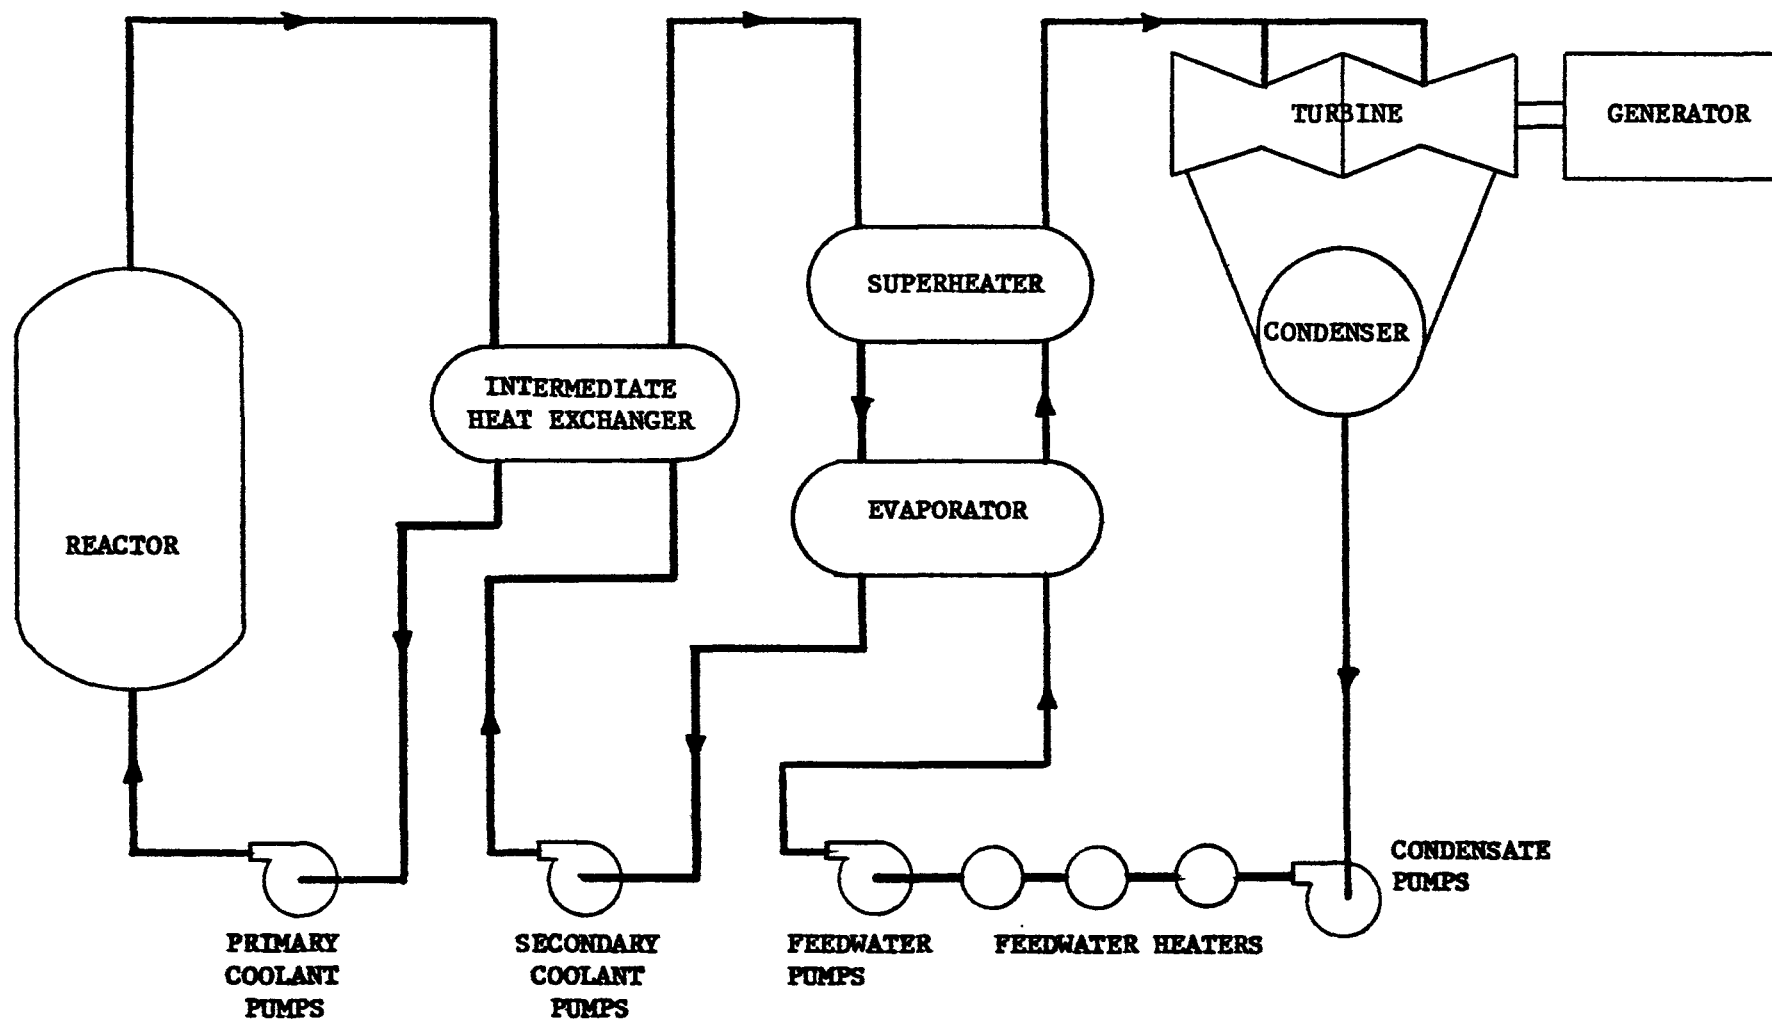 TURBINE
GENERATOR
SUPERHEATER
CONDENSER
INTERMEDIATE
HEAT EXCHANGER
EVAPORATOR
REACTOR
CONDENSATE
PUMPS
PRIMARY
COOLANT
PUMPS
SECONDARY
COOLANT
PUMPS
FEEDWATER
PUMPS
FEEDWATER HEATERS